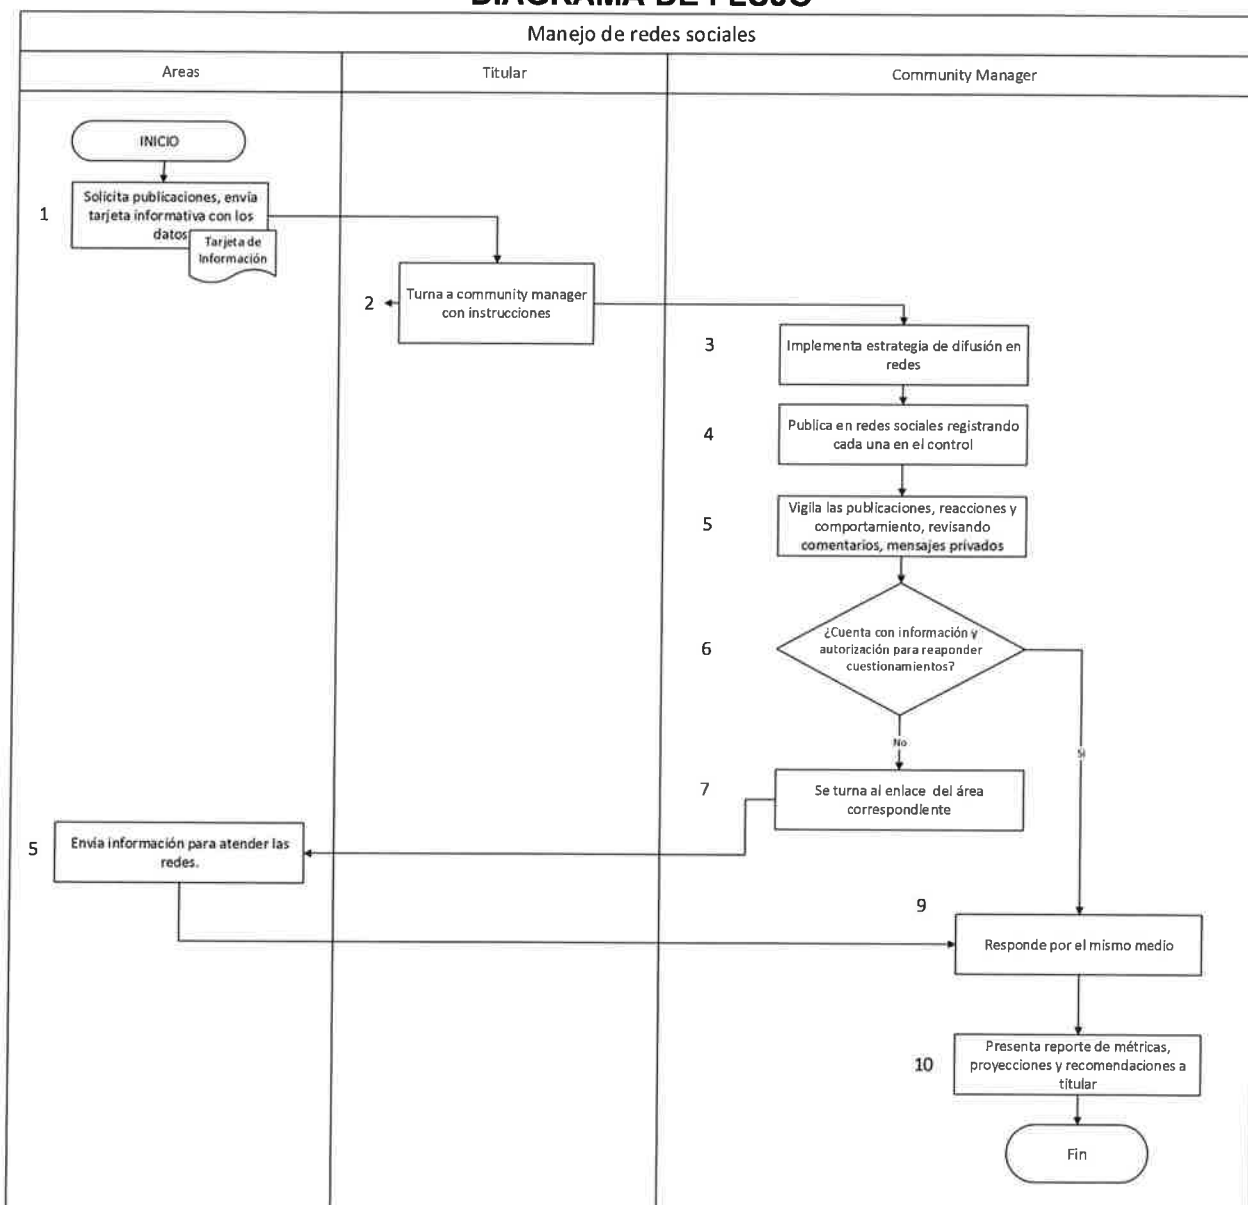 DIAGRAMA DE FLUJO
Manejo de redes sociales
Areas
Titular
Community Manager
INICIO
1
Solicita publicaciones, envía
tarjeta informativa con los
datos
Tarjeta de
Información
2
Turna a community manager
con instrucciones
3
Implementa estrategia de difusión en
redes
4
Publica en redes sociales registrando
cada una en el control
5
Vigila las publicaciones, reacciones y
comportamiento, revisando
comentarios, mensajes privados
6
¿Cuenta con información y
autorización para reaponder
cuestionamientos?
No
Si
7
Se turna al enlace del área
correspondiente
5
Envía información para atender las
redes.
9
Responde por el mismo medio
10
Presenta reporte de métricas,
proyecciones y recomendaciones a
titular
Fin